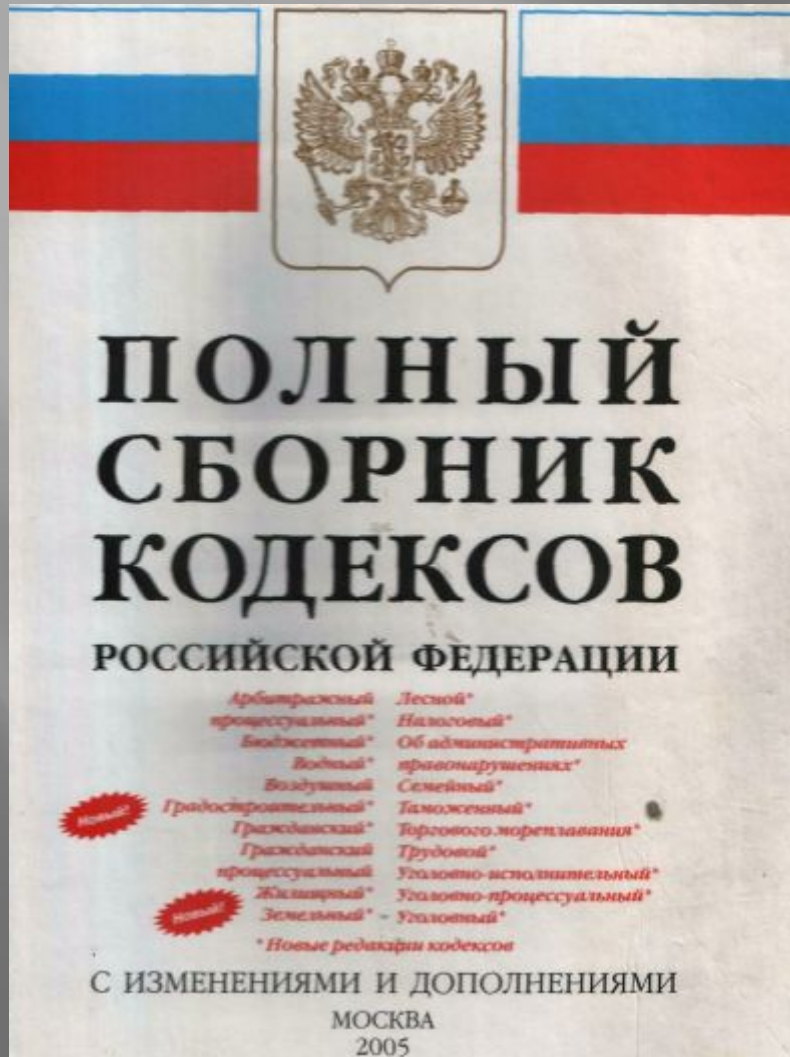 ПОЛНЫЙ
СБОРНИК
КОДЕКСОВ
РОССИЙСКОЙ ФЕДЕРАЦИИ
Арбитражный
процессуальный*
Бюджетный*
Водный*
Воздушный
Новый!
Градостроительный*
Гражданский*
Гражданский
процессуальный
Жилищный*
Новый!
Земельный*
Лесной*
Налоговый*
Об административных
правонарушениях*
Семейный*
Таможенный*
Торгового мореплавания*
Трудовой*
Уголовно-исполнительный*
Уголовно-процессуальный*
Уголовный*
* Новые редакции кодексов
С ИЗМЕНЕНИЯМИ И ДОПОЛНЕНИЯМИ
МОСКВА
2005